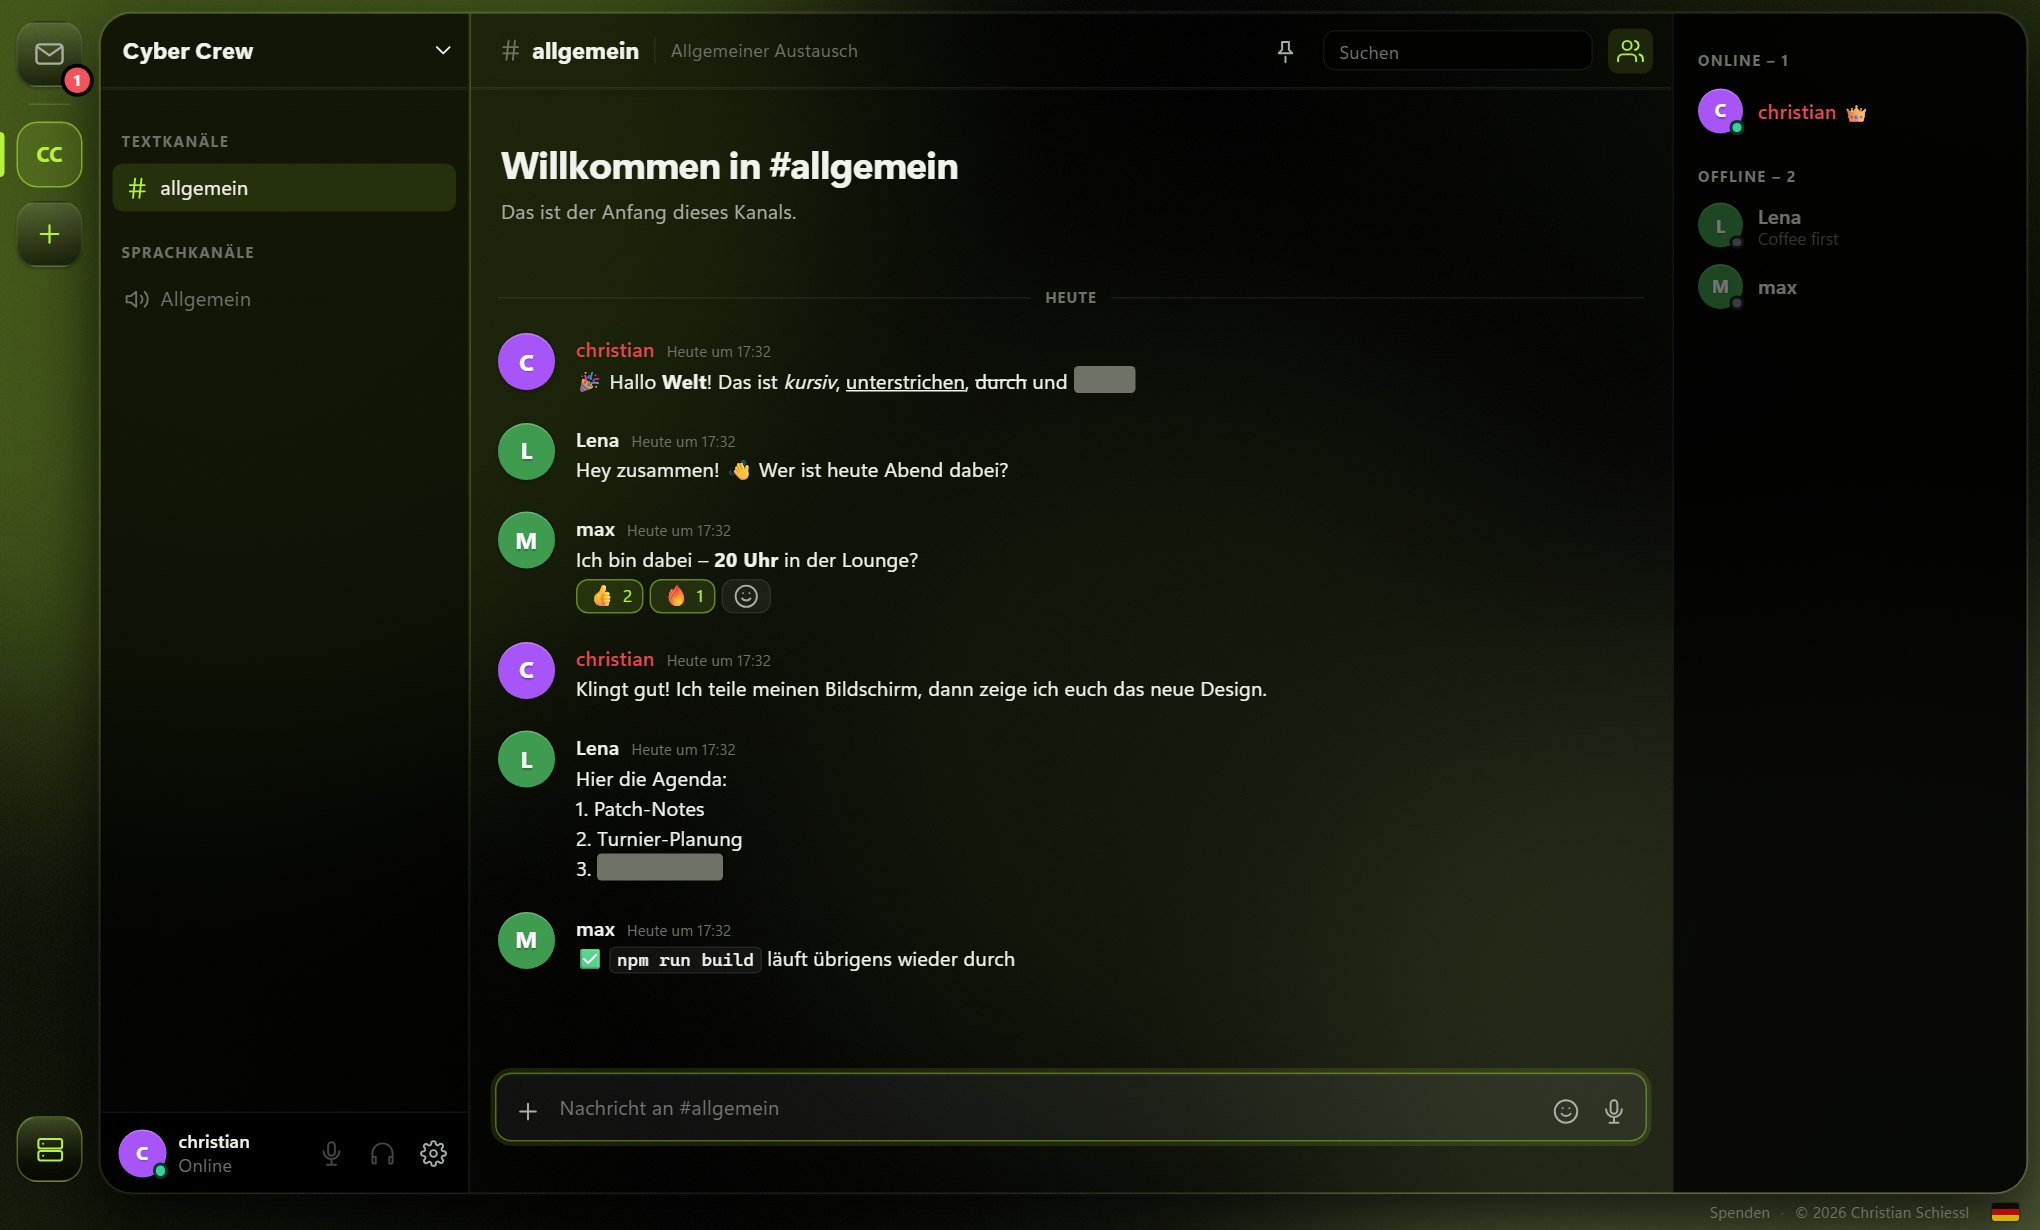 1
CC
Cyber Crew
TEXTKANÄLE
# allgemein
SPRACHKANÄLE
Allgemein
C
christian
Online
# allgemein
Allgemeiner Austausch
Suchen
Willkommen in #allgemein
Das ist der Anfang dieses Kanals.
HEUTE
C
christian Heute um 17:32
🎉 Hallo Welt! Das ist kursiv, unterstrichen, durch und
L
Lena Heute um 17:32
Hey zusammen! 👋 Wer ist heute Abend dabei?
M
max Heute um 17:32
Ich bin dabei – 20 Uhr in der Lounge?
👍 2 🔥 1
C
christian Heute um 17:32
Klingt gut! Ich teile meinen Bildschirm, dann zeige ich euch das neue Design.
L
Lena Heute um 17:32
Hier die Agenda:
1. Patch-Notes
2. Turnier-Planung
3.
M
max Heute um 17:32
✅ npm run build läuft übrigens wieder durch
Nachricht an #allgemein
ONLINE – 1
C
christian 👑
OFFLINE – 2
L
Lena
Coffee first
M
max
Spenden · © 2026 Christian Schiessl